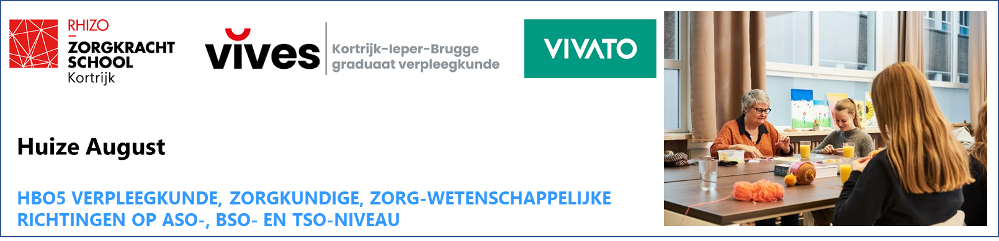 RHIZO
ZORGKRACHT
SCHOOL
Kortrijk
vives
Kortrijk-Ieper-Brugge
graduaat verpleegkunde
VIVATO
Huize August
HBO5 VERPLEEGKUNDE, ZORGKUNDIGE, ZORG-WETENSCHAPPELIJKE
RICHTINGEN OP ASO-, BSO- EN TSO-NIVEAU